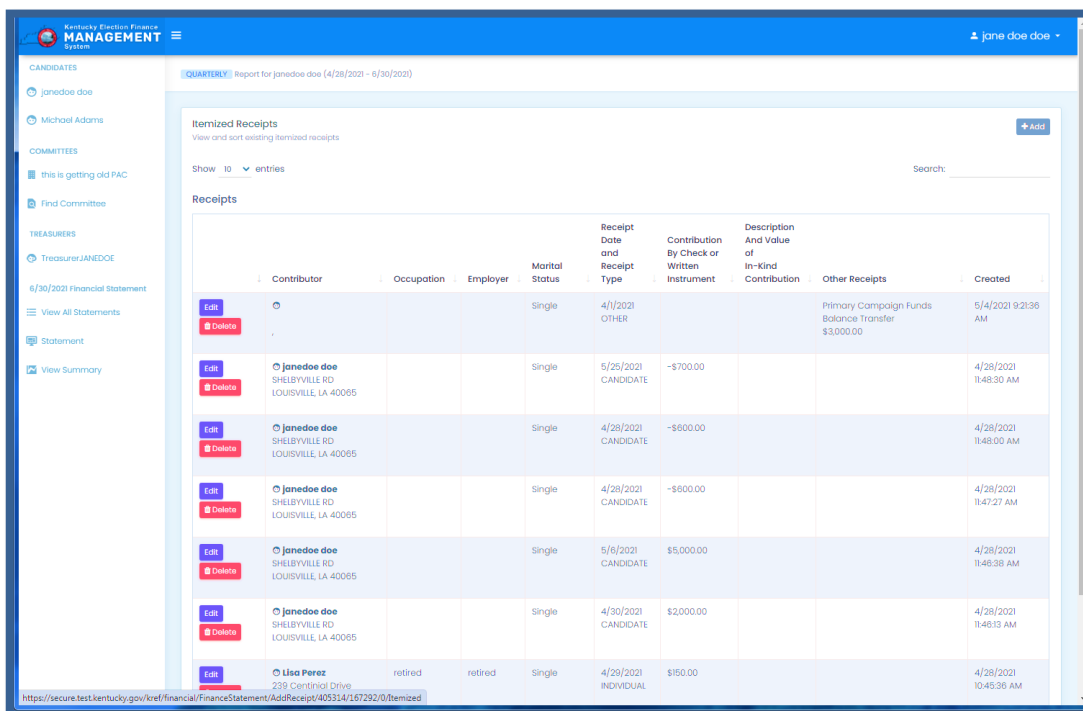 Kentucky Election Finance
MANAGEMENT
System
jane doe doe
CANDIDATES
janedoe doe
Michael Adams
COMMITTEES
this is getting old PAC
Find Committee
TREASURERS
TreasurerJANEDOE
6/30/2021 Financial Statement
View All Statements
Statement
View Summary
QUARTERLY Report for janedoe doe (4/28/2021 - 6/30/2021)
Itemized Receipts
View and sort existing itemized receipts
+ Add
Show 10 entries
Search:
Receipts
Contributor
Occupation
Employer
Marital
Status
Receipt
Date
and
Receipt
Type
Contribution
By Check or
Written
Instrument
Description
And Value
of
In-Kind
Contribution
Other Receipts
Created
Edit
Delete
,
Single
4/1/2021
OTHER
Primary Campaign Funds
Balance Transfer
$3,000.00
5/4/2021 9:21:36
AM
Edit
Delete
janedoe doe
SHELBYVILLE RD
LOUISVILLE, LA 40065
Single
5/25/2021
CANDIDATE
-$700.00
4/28/2021
11:48:30 AM
Edit
Delete
janedoe doe
SHELBYVILLE RD
LOUISVILLE, LA 40065
Single
4/28/2021
CANDIDATE
-$600.00
4/28/2021
11:48:00 AM
Edit
Delete
janedoe doe
SHELBYVILLE RD
LOUISVILLE, LA 40065
Single
4/28/2021
CANDIDATE
-$600.00
4/28/2021
11:47:27 AM
Edit
Delete
janedoe doe
SHELBYVILLE RD
LOUISVILLE, LA 40065
Single
5/6/2021
CANDIDATE
$5,000.00
4/28/2021
11:46:38 AM
Edit
Delete
janedoe doe
SHELBYVILLE RD
LOUISVILLE, LA 40065
Single
4/30/2021
CANDIDATE
$2,000.00
4/28/2021
11:46:13 AM
Edit
Lisa Perez
239 Centinial Drive
retired
retired
Single
4/29/2021
INDIVIDUAL
$150.00
4/28/2021
10:45:36 AM
https://secure.test.kentucky.gov/kref/financial/FinanceStatement/AddReceipt/405314/167292/0/Itemized